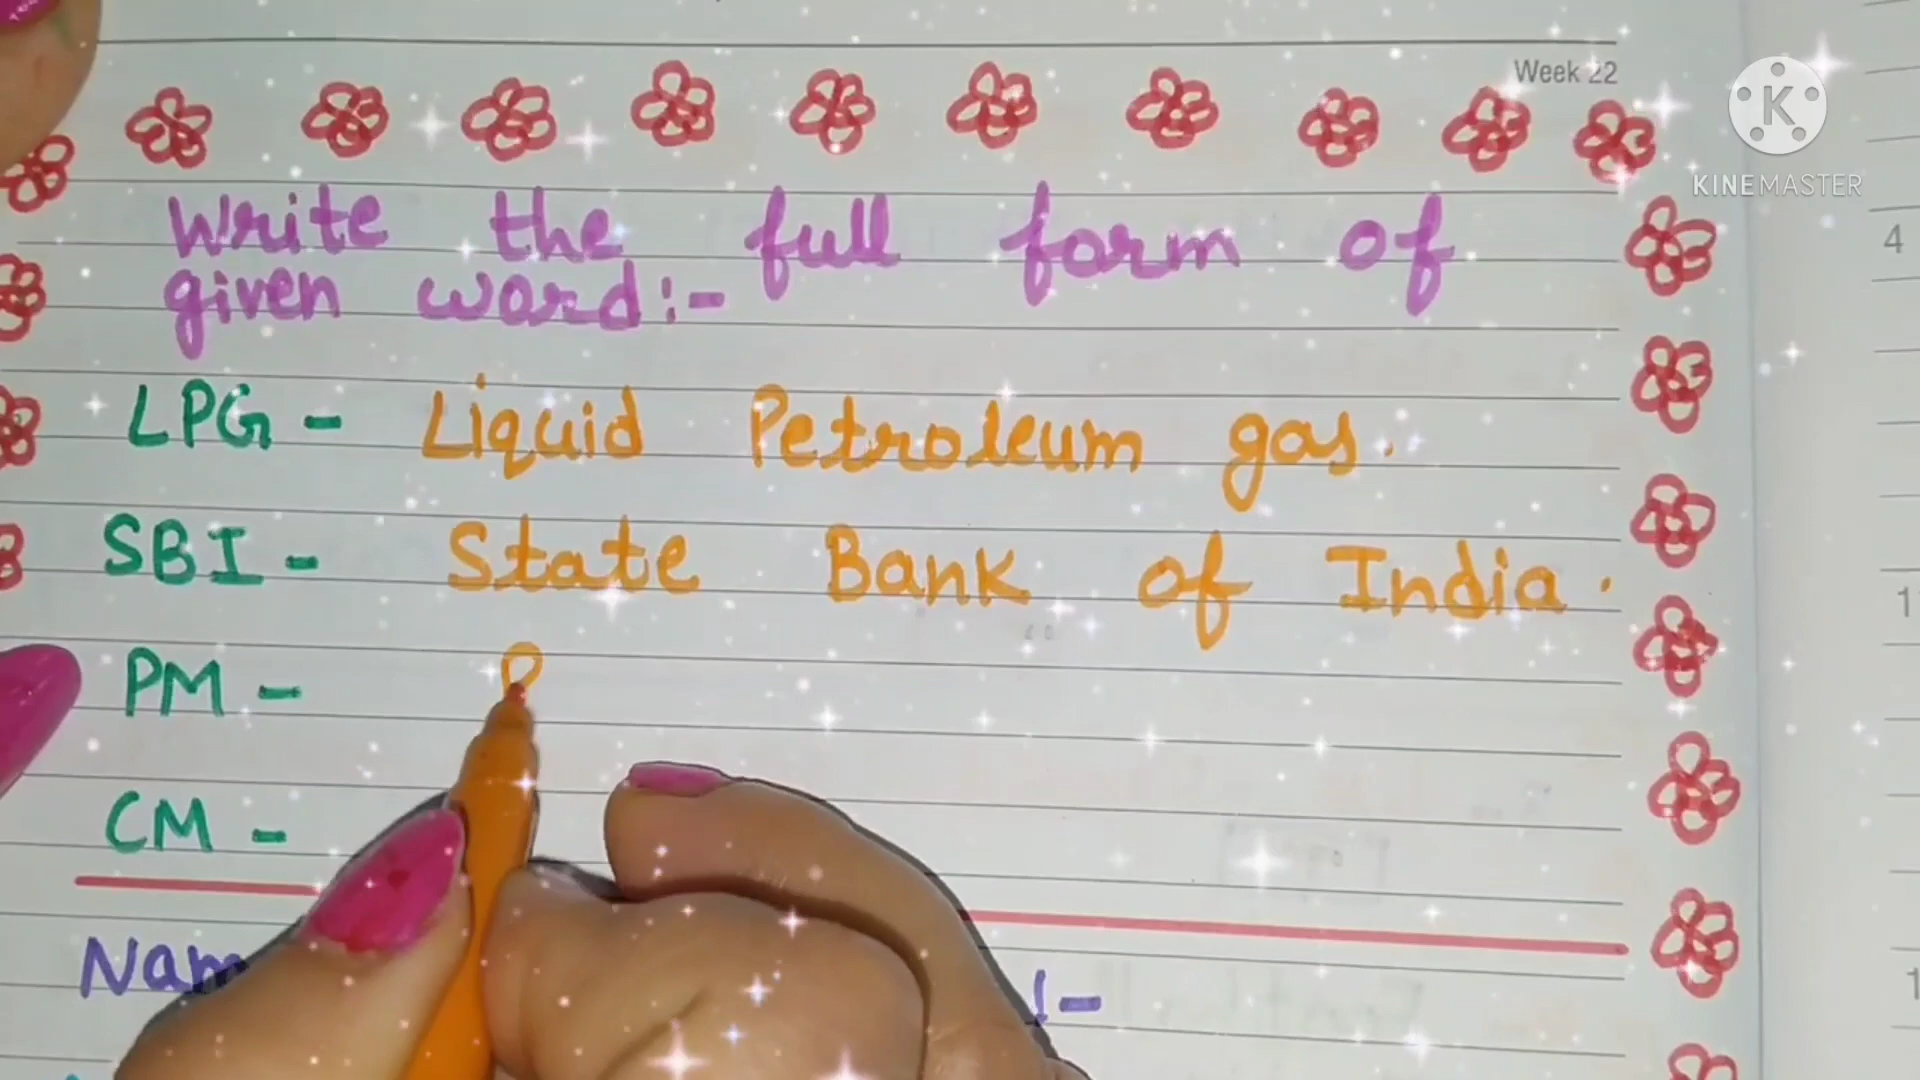 Week 22
K
KINEMASTER
Write the full form of
given word:-
4
LPG - Liquid Petroleum gas.
SBI - State Bank of India.
PM - P
CM -